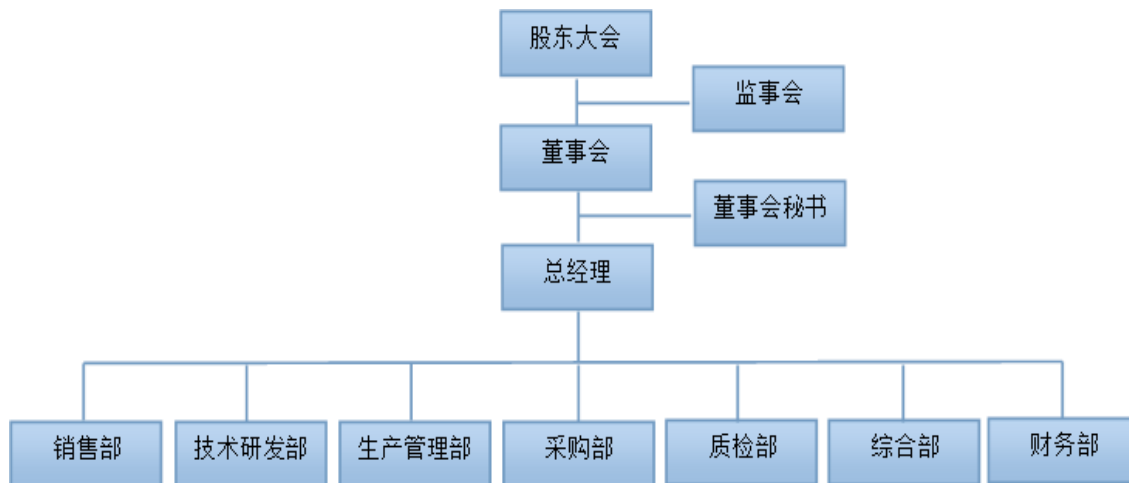 股东大会
监事会
董事会
董事会秘书
总经理
销售部
技术研发部
生产管理部
采购部
质检部
综合部
财务部